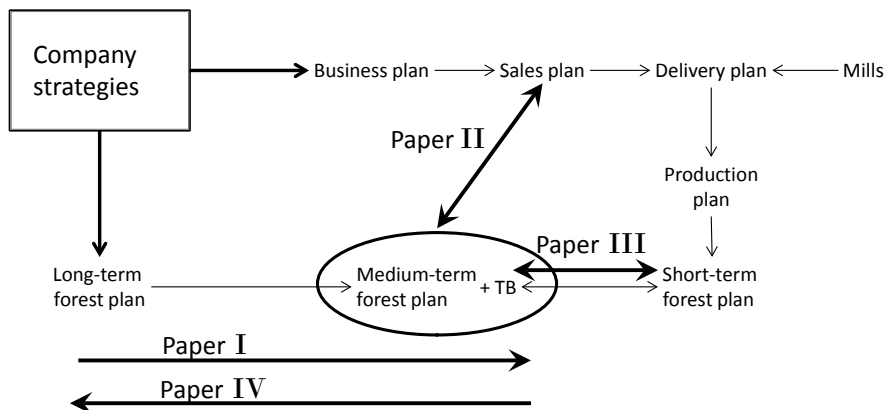 Company
strategies
Business plan
Sales plan
Delivery plan
Mills
Paper II
Production
plan
Paper III
Long-term
forest plan
Medium-term
forest plan
+ TB
Short-term
forest plan
Paper I
Paper IV